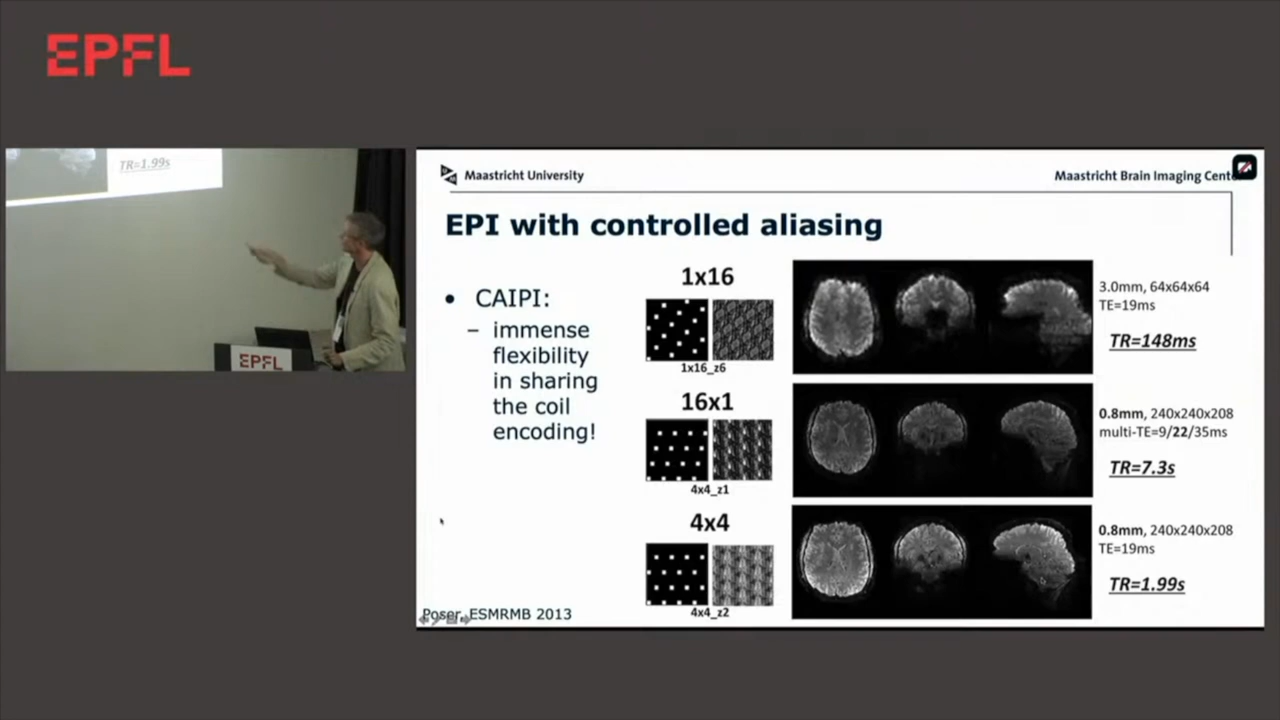 EPFL
TR=1.99s
EPFL
Maastricht University
Maastricht Brain Imaging Cent
EPI with controlled aliasing
• CAIPI:
– immense
flexibility
in sharing
the coil
encoding!
1x16
1x16_z6
3.0mm, 64x64x64
TE=19ms
TR=148ms
16x1
4x4_z1
0.8mm, 240x240x208
multi-TE=9/22/35ms
TR=7.3s
4x4
4x4_z2
0.8mm, 240x240x208
TE=19ms
TR=1.99s
Poser, ESMRMB 2013